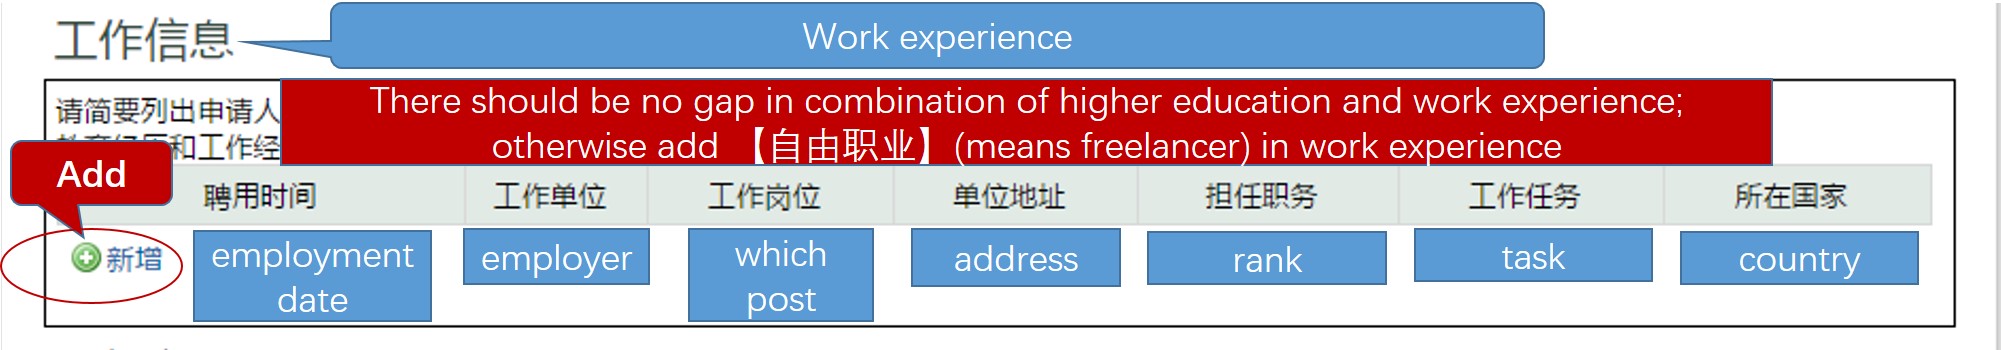 工作信息
Work experience
请简要列出申请人
There should be no gap in combination of higher education and work experience;
和工作经
otherwise add 【自由职业】(means freelancer) in work experience
Add
聘用时间 工作单位 工作岗位 单位地址 担任职务 工作任务 所在国家
新增
employment
date
employer
which
post
address
rank
task
country